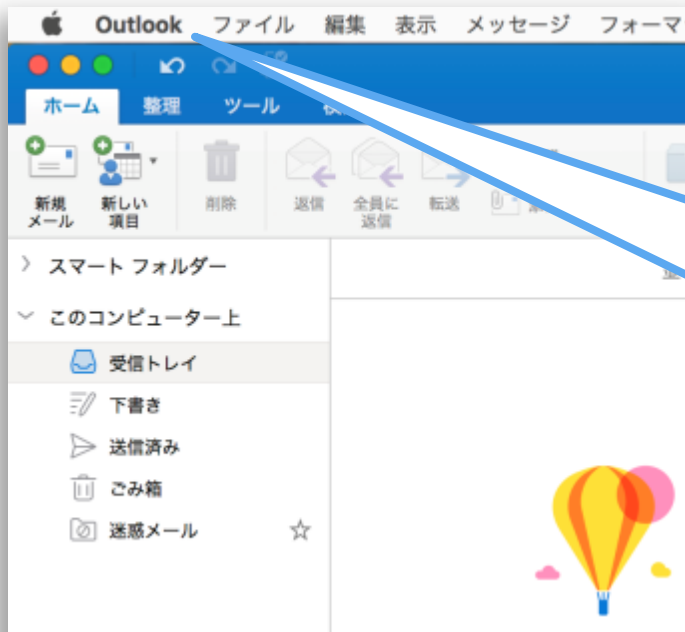 Outlook ファイル 編集 表示 メッセージ フォーマ
ホーム 整理 ツール
新規
メール
新しい
項目
削除
返信
全員に
返信
転送
スマート フォルダー
このコンピューター上
受信トレイ
下書き
送信済み
ごみ箱
迷惑メール